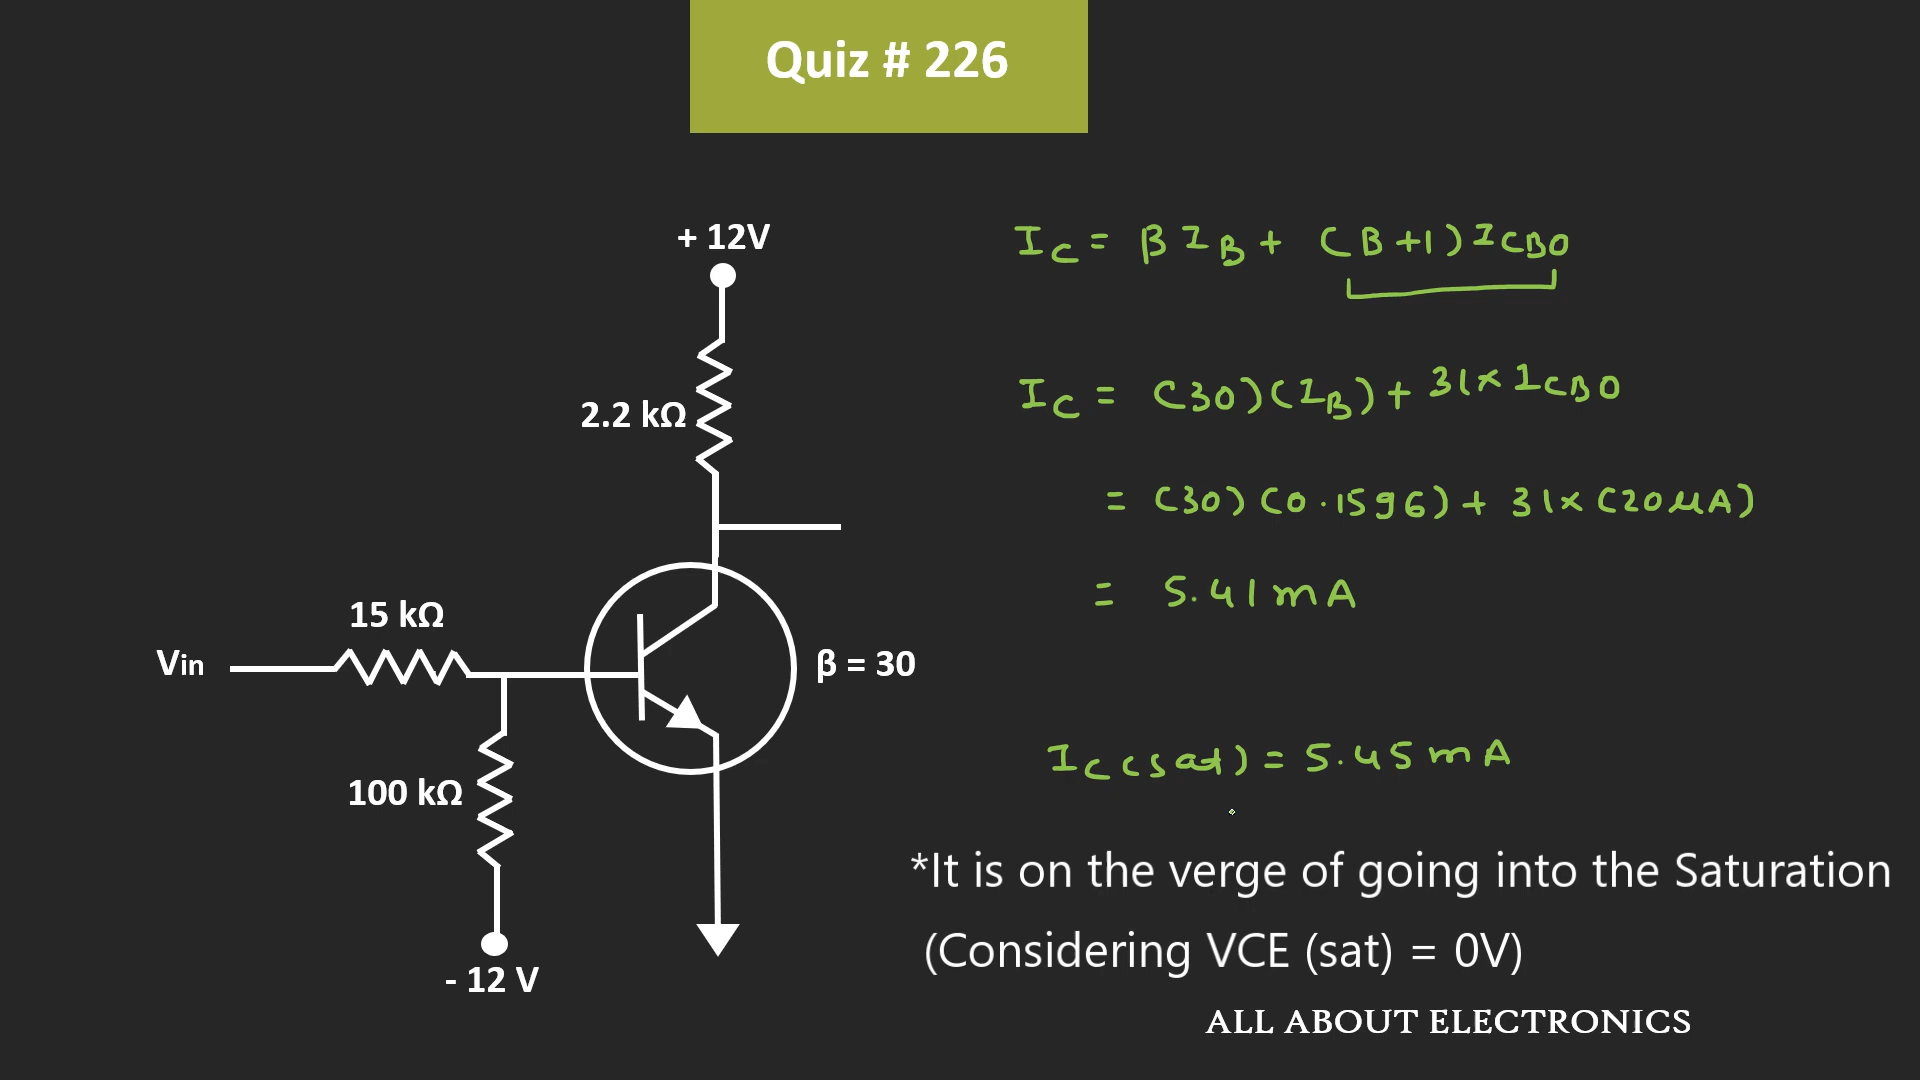 Quiz # 226
+ 12V
2.2 kΩ
15 kΩ
Vin
β = 30
100 kΩ
- 12 V
IC = β IB + (B+1) ICBO
IC = (30)(IB) + 31 × ICBO
= (30) (0.1596) + 31 × (20μA)
= 5.41 mA
IC (sat) = 5.45 mA
*It is on the verge of going into the Saturation
(Considering VCE (sat) = 0V)
ALL ABOUT ELECTRONICS